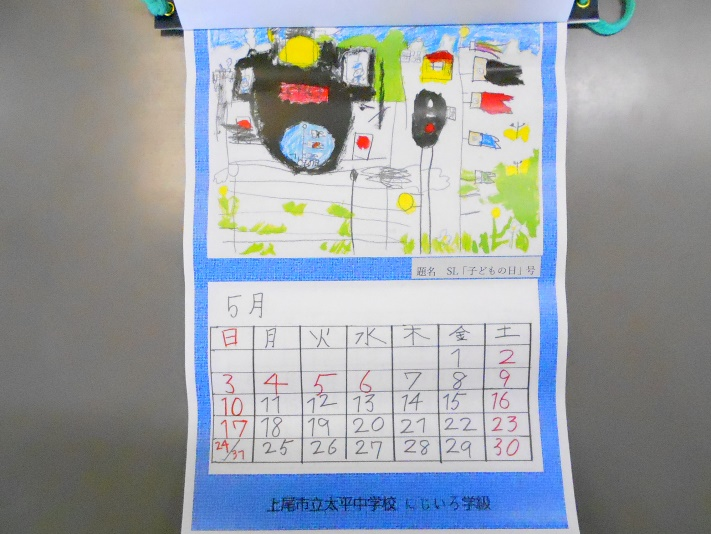 題名 SL「子どもの日」号
5月
日 月 火 水 木 金 土
1 2
3 4 5 6 7 8 9
10 11 12 13 14 15 16
17 18 19 20 21 22 23
24/31 25 26 27 28 29 30
上尾市立太平中学校 にじいろ学級